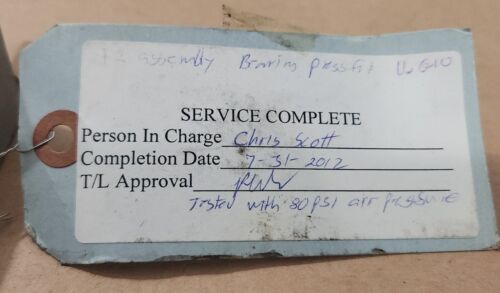 assembly Bearing press fit
SERVICE COMPLETE
Person In Charge Chris Scott
Completion Date 7-31-2012
T/L Approval
Tested with 80 PSI air pressure